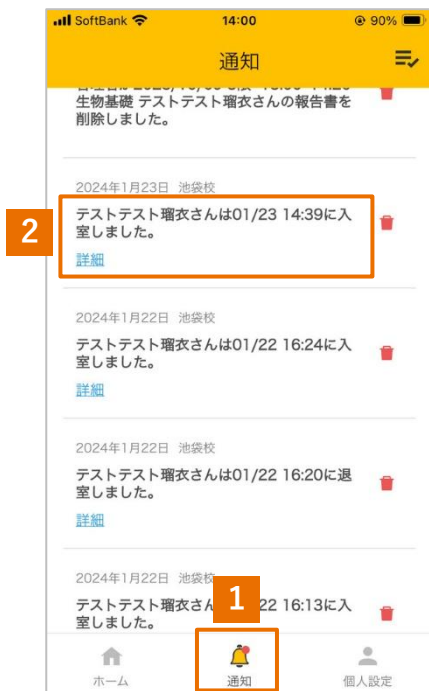 SoftBank 14:00 90%
通知
生物基礎 テストテスト瑠衣さんの報告書を
削除しました。
2024年1月23日 池袋校
2
テストテスト瑠衣さんは01/23 14:39に入
室しました。
詳細
2024年1月22日 池袋校
テストテスト瑠衣さんは01/22 16:24に入
室しました。
詳細
2024年1月22日 池袋校
テストテスト瑠衣さんは01/22 16:20に退
室しました。
詳細
2024年1月22日 池袋校
1
テストテスト瑠衣さん 22 16:13に入
室しました。
ホーム 通知 個人設定